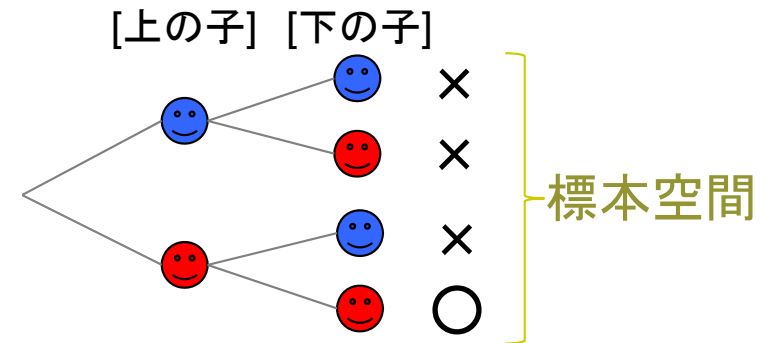 [上の子] [下の子]
×
×
×
○
標本空間